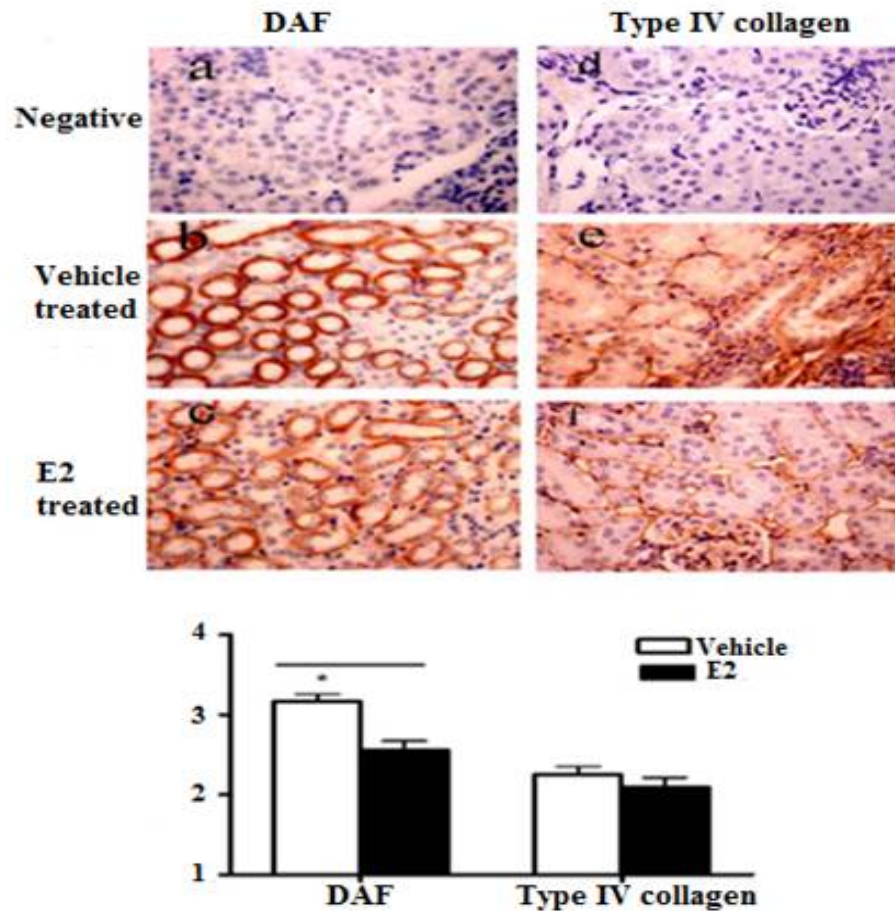 DAF Type IV collagen
a d
Negative
b e
Vehicle
treated
c f
E2
treated
4
3
2
1
*
Vehicle
E2
DAF Type IV collagen